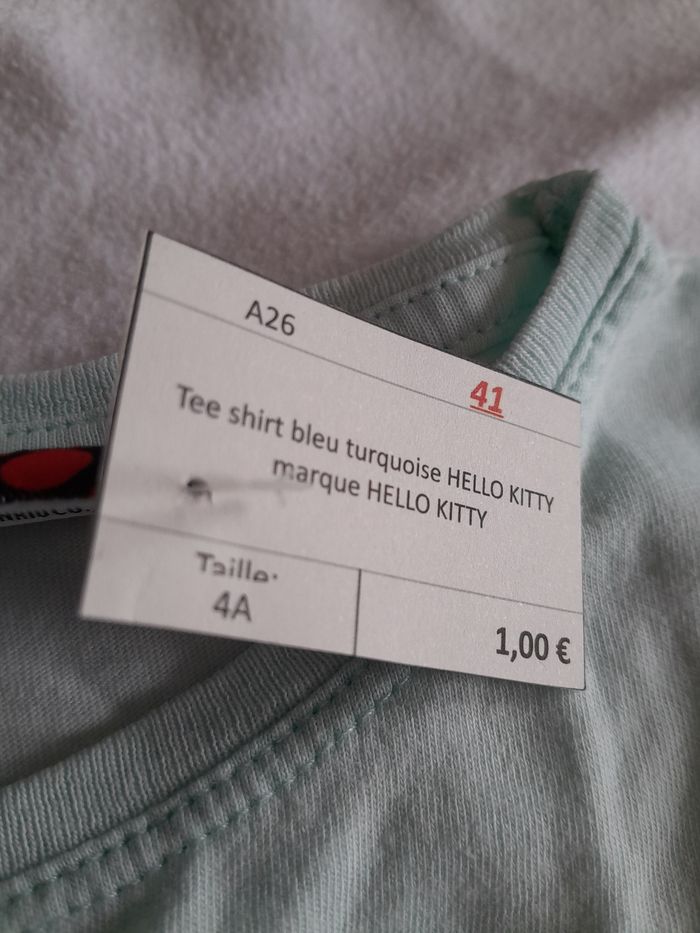 A26
41
Tee shirt bleu turquoise HELLO KITTY
marque HELLO KITTY
Taille:
4A
1,00 €